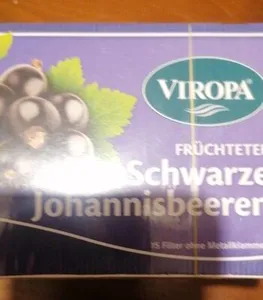 VIROPA
FRÜCHTETEE
Schwarze
Johannisbeeren
15 Filter ohne Metallklammer